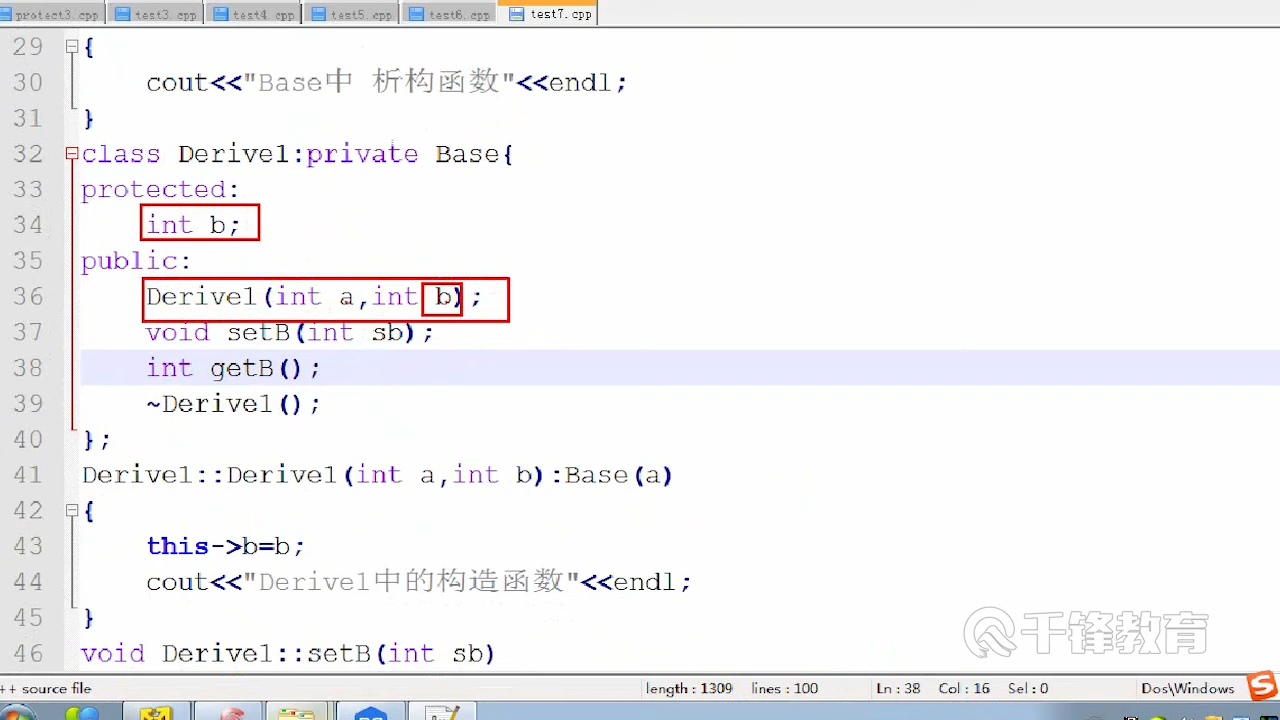 protect3.cpp test3.cpp test4.cpp test5.cpp test6.cpp test7.cpp
29 {
30 cout<<"Base中 析构函数"<<endl;
31 }
32 class Derive1:private Base{
33 protected:
34 int b;
35 public:
36 Derive1(int a,int b);
37 void setB(int sb);
38 int getB();
39 ~Derive1();
40 };
41 Derive1::Derive1(int a,int b):Base(a)
42 {
43 this->b=b;
44 cout<<"Derive1中的构造函数"<<endl;
45 }
千锋教育
46 void Derive1::setB(int sb)
++ source file length : 1309 lines : 100 Ln : 38 Col : 16 Sel : 0 Dos\Windows